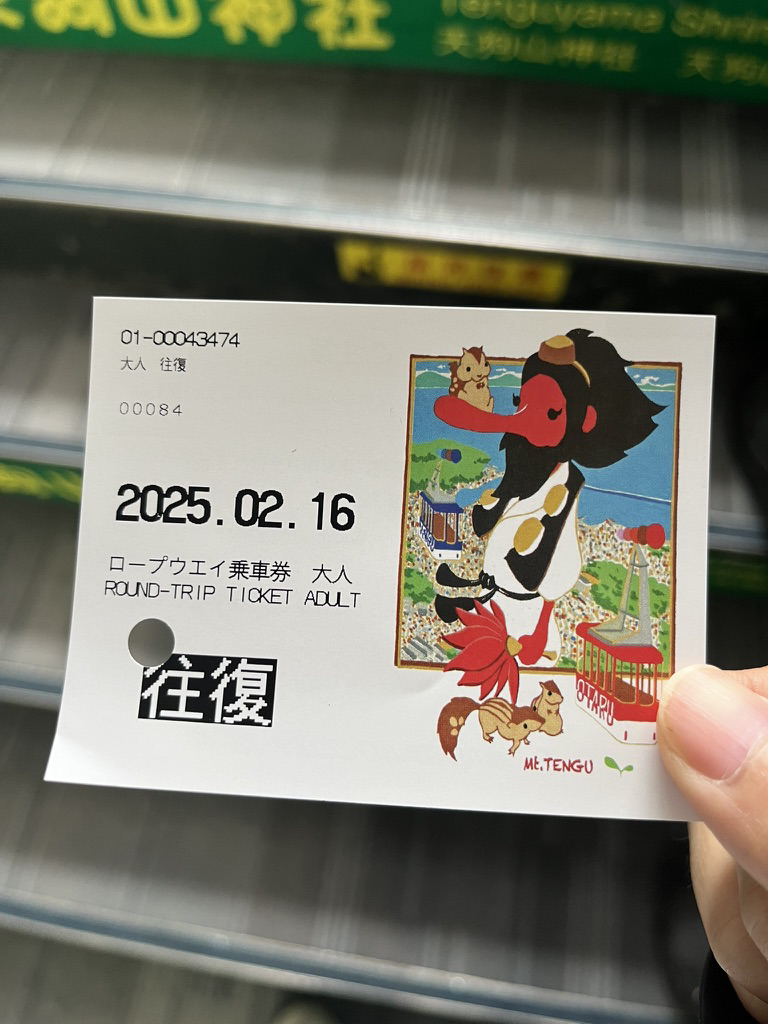 天狗山神社
Tenguyama Shrine
天狗山神社
01-00043474
大人 往復
00084
2025.02.16
ロープウエイ乗車券 大人
ROUND-TRIP TICKET ADULT
往復
OTARU
Mt.TENGU